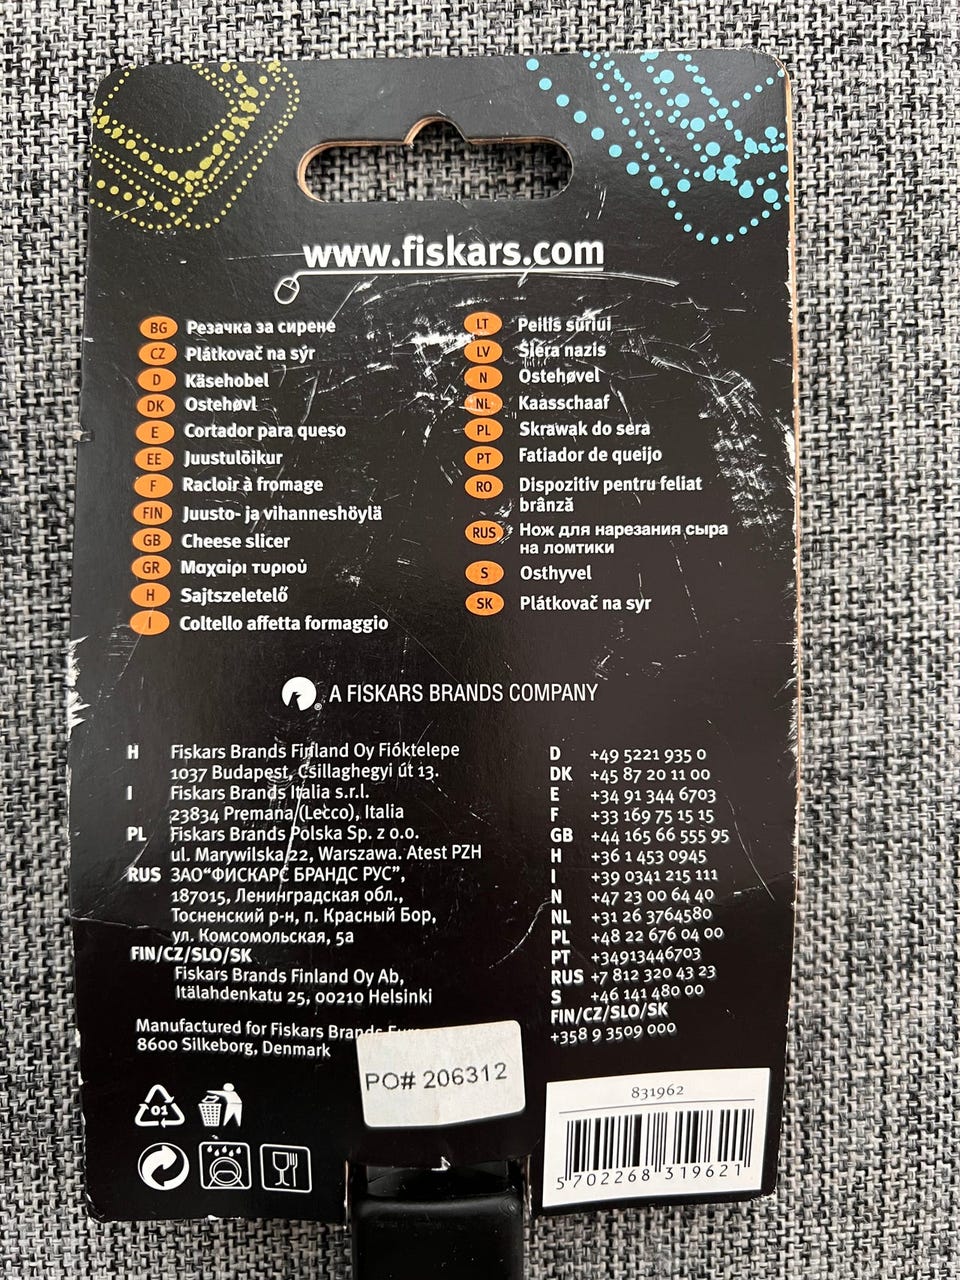 www.fiskars.com
BG Резачка за сирене
CZ Plátkovač na sýr
D Käsehobel
DK Ostehøvl
E Cortador para queso
EE Juustulõikur
F Racloir à fromage
FIN Juusto- ja vihanneshöylä
GB Cheese slicer
GR Μαχαίρι τυριού
H Sajtszeletelő
I Coltello affetta formaggio
LT Peilis sūriui
LV Siera nazis
N Ostehøvel
NL Kaasschaaf
PL Skrawak do sera
PT Fatiador de queijo
RO Dispozitiv pentru feliat
brânză
RUS Нож для нарезания сыра
на ломтики
S Osthyvel
SK Plátkovač na syr
® A FISKARS BRANDS COMPANY
H Fiskars Brands Finland Oy Fióktelepe
1037 Budapest, Csillaghegyi út 13.
I Fiskars Brands Italia s.r.l.
23834 Premana (Lecco), Italia
PL Fiskars Brands Polska Sp. z o.o.
ul. Marywilska 22, Warszawa. Atest PZH
RUS ЗАО“ФИСКАРС БРАНДС РУС”,
187015, Ленинградская обл.,
Тосненский р-н, п. Красный Бор,
ул. Комсомольская, 5а
FIN/CZ/SLO/SK
Fiskars Brands Finland Oy Ab,
Itälahdenkatu 25, 00210 Helsinki
Manufactured for Fiskars Brands
8600 Silkeborg, Denmark
D +49 5221 935 0
DK +45 87 20 11 00
E +34 91 344 6703
F +33 169 75 15 15
GB +44 165 66 555 95
H +36 1 453 0945
I +39 0341 215 111
N +47 23 00 64 40
NL +31 26 3764580
PL +48 22 676 04 00
PT +34913446703
RUS +7 812 320 43 23
S +46 141 480 00
FIN/CZ/SLO/SK
+358 9 3509 000
PO# 206312
01
831962
5 702268 319621